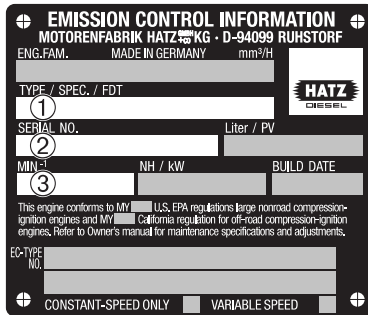 EMISSION CONTROL INFORMATION
MOTORENFABRIK HATZ GMBH+CO KG · D-94099 RUHSTORF
ENG.FAM. MADE IN GERMANY mm³/H
HATZ
DIESEL
TYPE / SPEC. / FDT
1
SERIAL NO. Liter / PV
2
MIN⁻¹ NH / kW BUILD DATE
3
This engine conforms to MY U.S. EPA regulations large nonroad compression-
ignition engines and MY California regulation for off-road compression-ignition
engines. Refer to Owner's manual for maintenance specifications and adjustments.
EC-TYPE
NO.
CONSTANT-SPEED ONLY VARIABLE SPEED